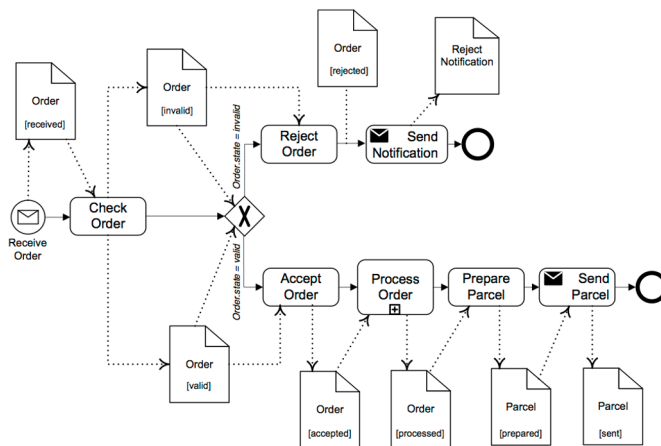 Order
[received]
Order
[invalid]
Order
[rejected]
Reject
Notification
Order.state = invalid
Reject
Order
Send
Notification
Receive
Order
Check
Order
X
Order.state = valid
Accept
Order
Process
Order
Prepare
Parcel
Send
Parcel
Order
[valid]
Order
[accepted]
Order
[processed]
Parcel
[prepared]
Parcel
[sent]